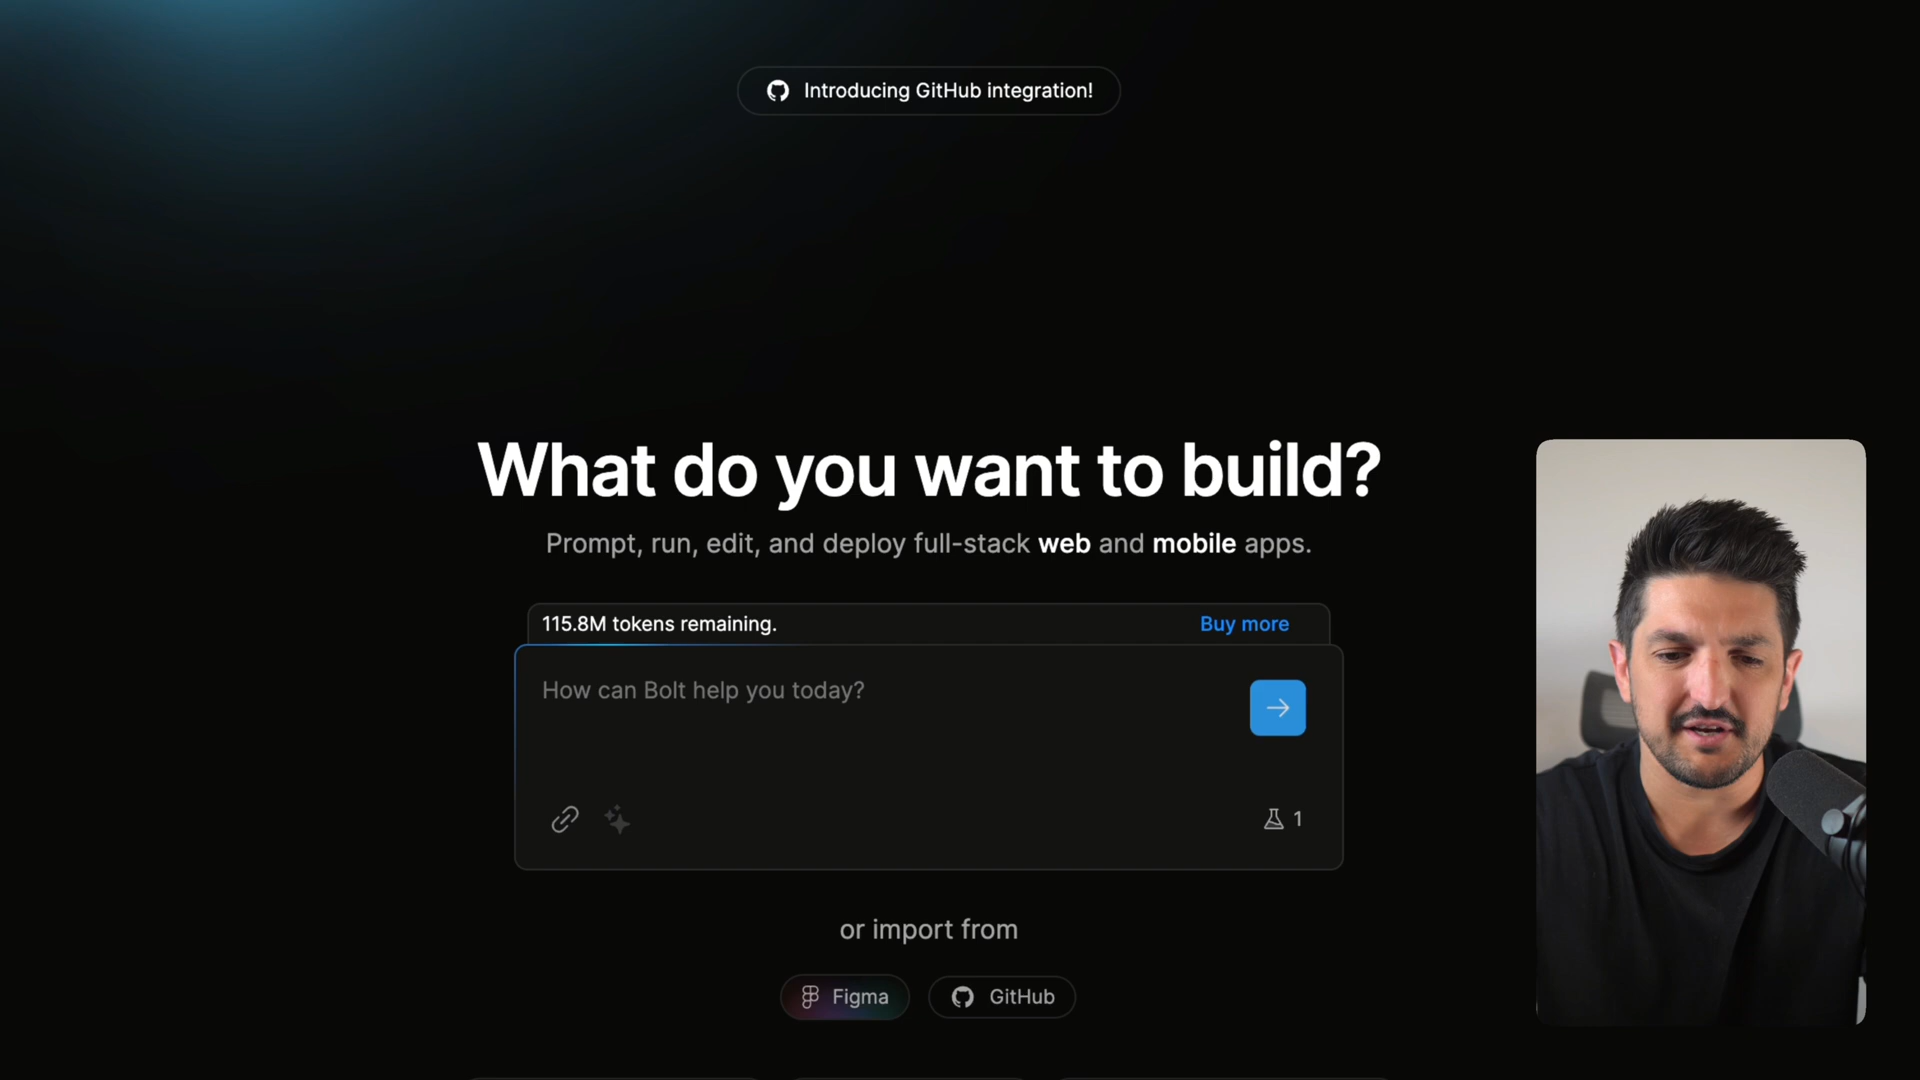 Introducing GitHub integration!
What do you want to build?
Prompt, run, edit, and deploy full-stack web and mobile apps.
115.8M tokens remaining.
Buy more
How can Bolt help you today?
1
or import from
Figma
GitHub